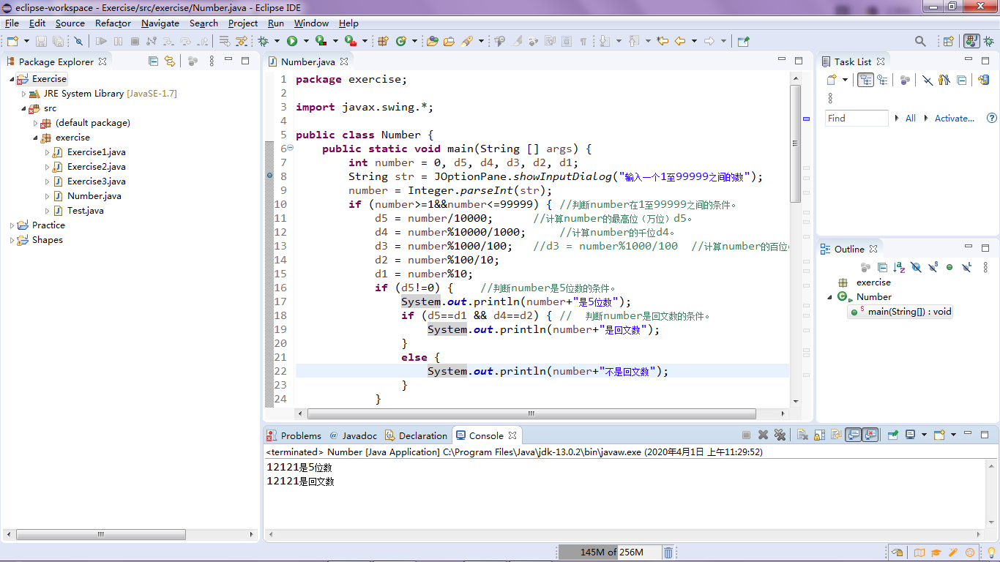 eclipse-workspace - Exercise/src/exercise/Number.java - Eclipse IDE
File Edit Source Refactor Navigate Search Project Run Window Help
Package Explorer
Exercise
JRE System Library [JavaSE-1.7]
src
(default package)
exercise
Exercise1.java
Exercise2.java
Exercise3.java
Number.java
Test.java
Practice
Shapes
Number.java
1 package exercise;
2
3 import javax.swing.*;
4
5 public class Number {
6 public static void main(String [] args) {
7 int number = 0, d5, d4, d3, d2, d1;
8 String str = JOptionPane.showInputDialog("输入一个1至99999之间的数");
9 number = Integer.parseInt(str);
10 if (number>=1&&number<=99999) { //判断number在1至99999之间的条件。
11 d5 = number/10000; //计算number的最高位（万位）d5。
12 d4 = number%10000/1000; //计算number的千位d4。
13 d3 = number%1000/100; //d3 = number%1000/100 //计算number的百位
14 d2 = number%100/10;
15 d1 = number%10;
16 if (d5!=0) { //判断number是5位数的条件。
17 System.out.println(number+"是5位数");
18 if (d5==d1 && d4==d2) { // 判断number是回文数的条件。
19 System.out.println(number+"是回文数");
20 }
21 else {
22 System.out.println(number+"不是回文数");
23 }
24 }
Task List
Find All Activate...
Outline
exercise
Number
main(String[]) : void
Problems @ Javadoc Declaration Console
<terminated> Number [Java Application] C:\Program Files\Java\jdk-13.0.2\bin\javaw.exe (2020年4月1日 上午11:29:52)
12121是5位数
12121是回文数
145M of 256M